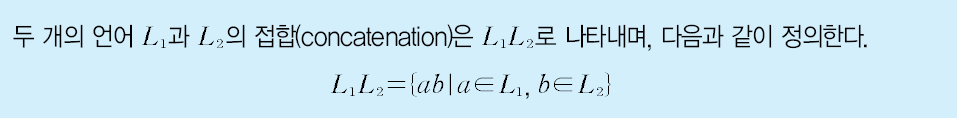 두 개의 언어 L₁과 L₂의 접합(concatenation)은 L₁L₂로 나타내며, 다음과 같이 정의한다.
L₁L₂={ab|a∈L₁, b∈L₂}